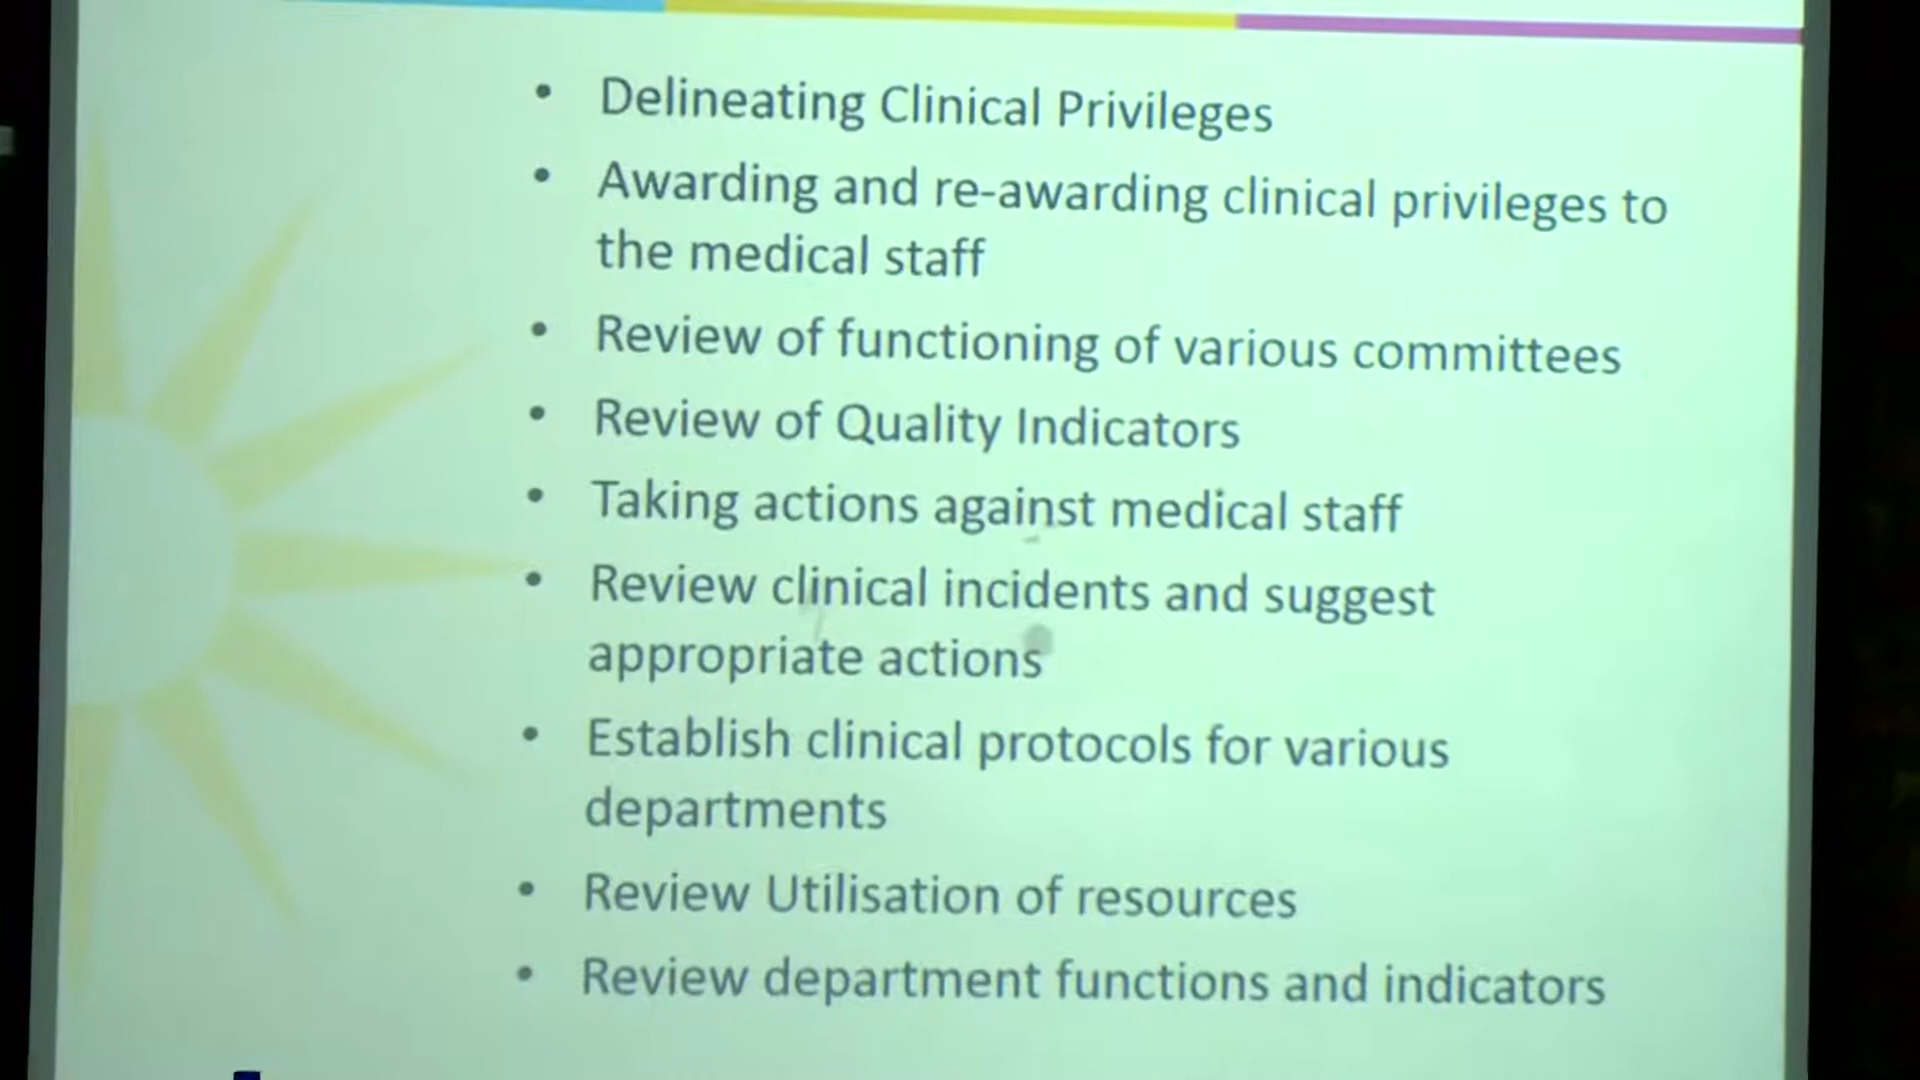 • Delineating Clinical Privileges
• Awarding and re-awarding clinical privileges to
the medical staff
• Review of functioning of various committees
• Review of Quality Indicators
• Taking actions against medical staff
• Review clinical incidents and suggest
appropriate actions
• Establish clinical protocols for various
departments
• Review Utilisation of resources
• Review department functions and indicators